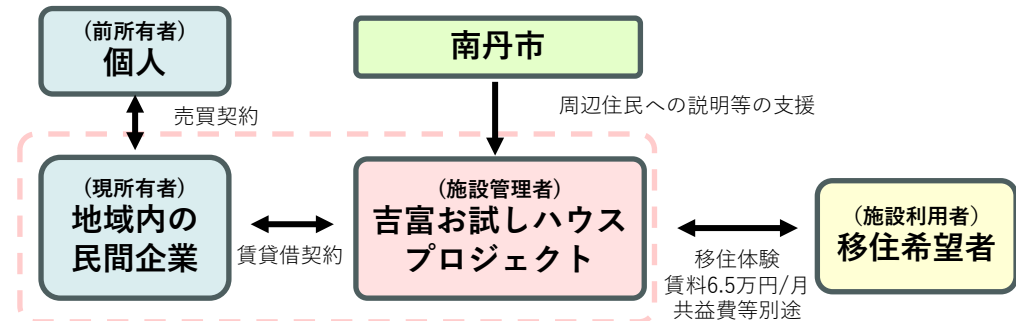 (前所有者)
個人
南丹市
売買契約
周辺住民への説明等の支援
(現所有者)
地域内の
民間企業
賃貸借契約
(施設管理者)
吉富お試しハウス
プロジェクト
移住体験
賃料6.5万円/月
共益費等別途
(施設利用者)
移住希望者